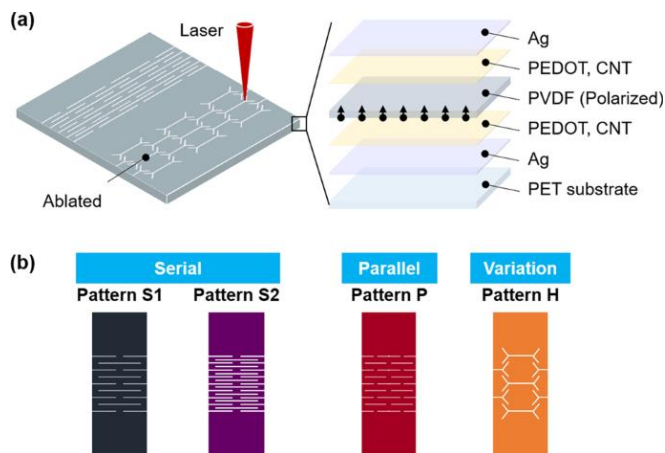 (a)
Laser
Ablated
Ag
PEDOT, CNT
PVDF (Polarized)
PEDOT, CNT
Ag
PET substrate
(b)
Serial Parallel Variation
Pattern S1 Pattern S2 Pattern P Pattern H